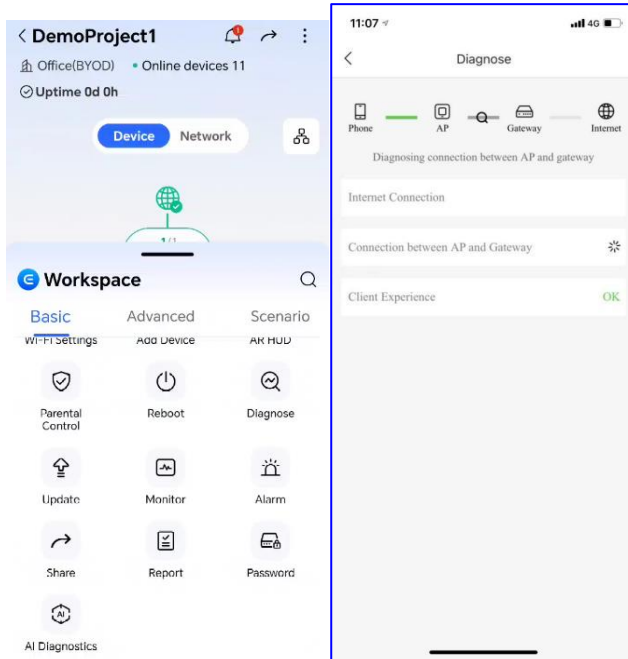 DemoProject1
Office(BYOD) • Online devices 11
Uptime 0d 0h
Device Network
1/1
Workspace
Basic Advanced Scenario
Wi-Fi Settings Add Device AR HUD
Parental Control
Reboot
Diagnose
Update Monitor Alarm
Share Report Password
AI
AI Diagnostics
11:07 4G
Diagnose
Phone AP Gateway Internet
Diagnosing connection between AP and gateway
Internet Connection
Connection between AP and Gateway
Client Experience OK